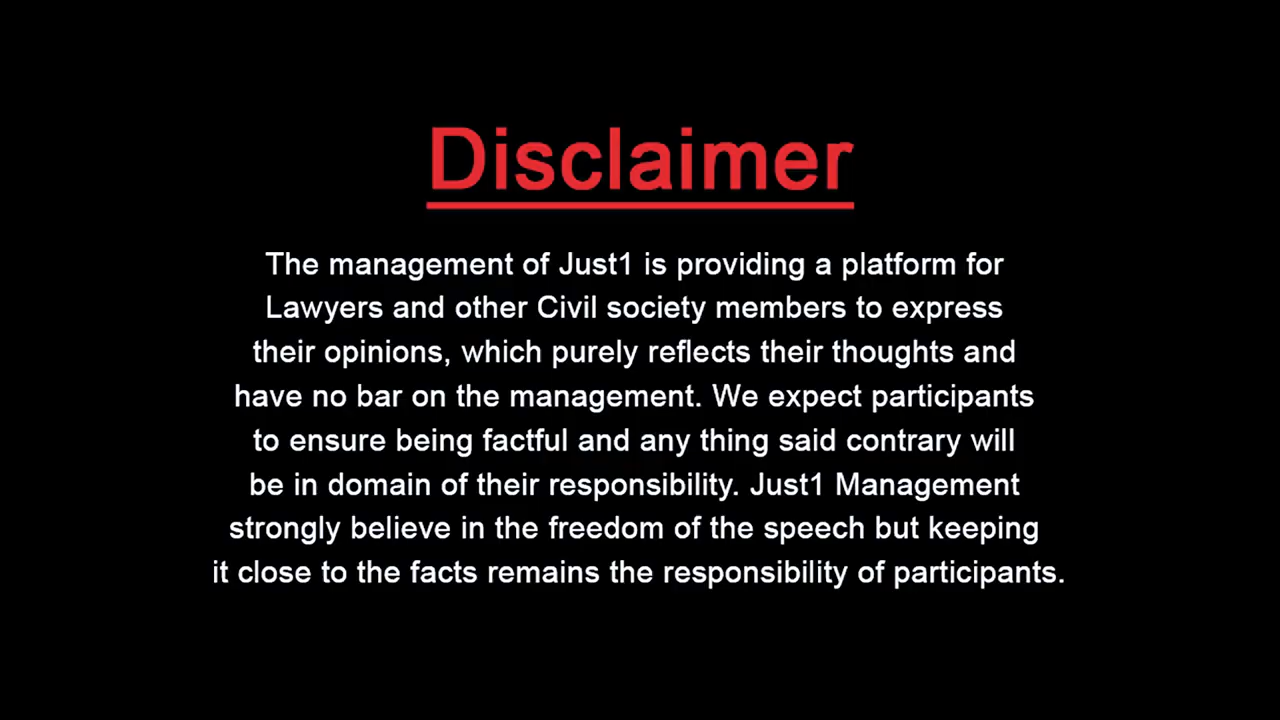 Disclaimer
The management of Just1 is providing a platform for
Lawyers and other Civil society members to express
their opinions, which purely reflects their thoughts and
have no bar on the management. We expect participants
to ensure being factful and any thing said contrary will
be in domain of their responsibility. Just1 Management
strongly believe in the freedom of the speech but keeping
it close to the facts remains the responsibility of participants.